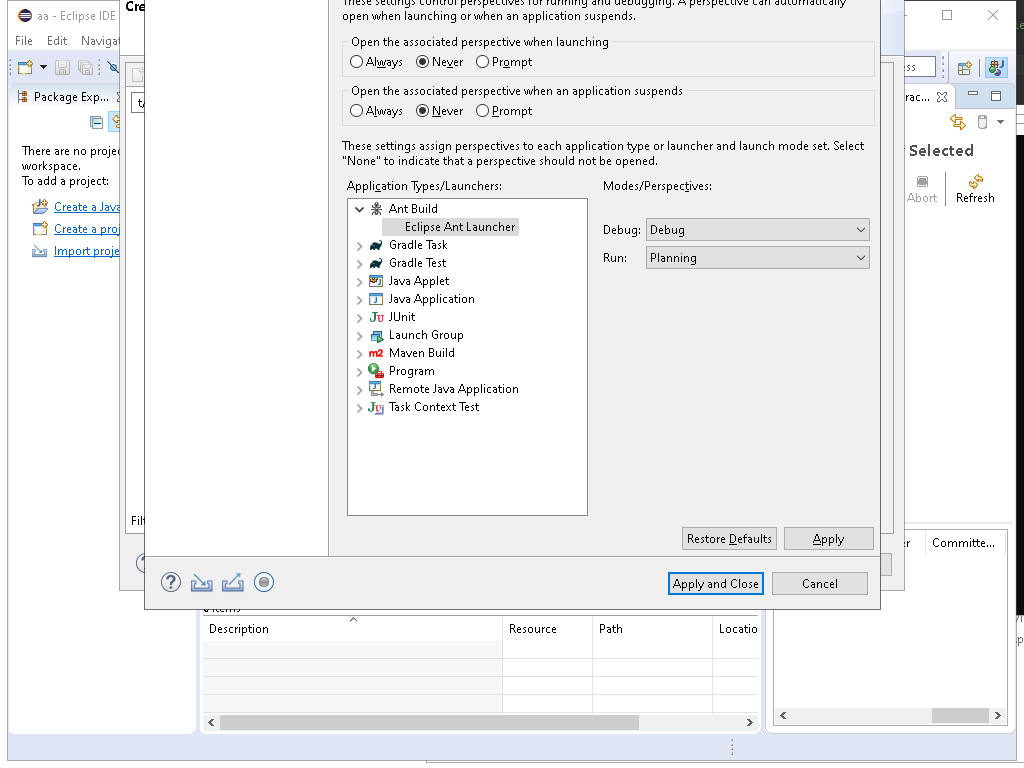 aa - Eclipse IDE
Cre
File Edit Navigat
Package Exp...
There are no proje
workspace.
To add a project:
Create a Java
Create a proj
Import proje
These settings control perspectives for running and debugging. A perspective can automatically
open when launching or when an application suspends.
Open the associated perspective when launching
Always Never Prompt
Open the associated perspective when an application suspends
Always Never Prompt
These settings assign perspectives to each application type or launcher and launch mode set. Select
"None" to indicate that a perspective should not be opened.
Application Types/Launchers:
Modes/Perspectives:
Ant Build
Eclipse Ant Launcher
Gradle Task
Gradle Test
Java Applet
Java Application
JUnit
Launch Group
Maven Build
Program
Remote Java Application
Task Context Test
Debug: Debug
Run: Planning
Restore Defaults Apply
Apply and Close Cancel
ss
rac...
Selected
Abort Refresh
Filt
er Committe...
Items
Description Resource Path Locatio